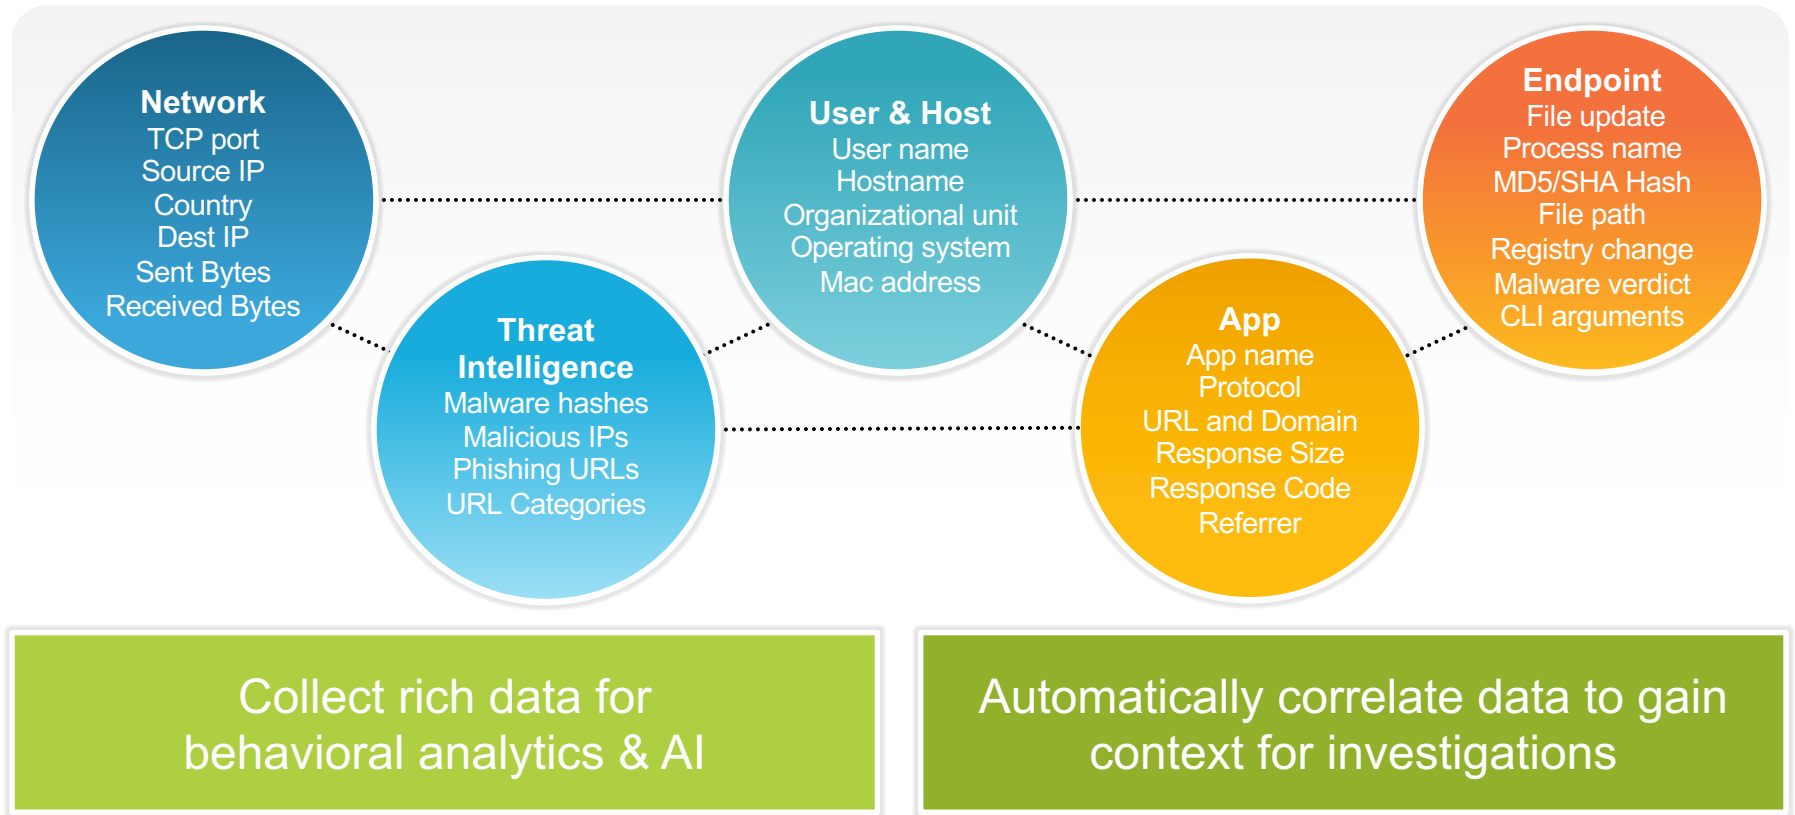 Network
TCP port
Source IP
Country
Dest IP
Sent Bytes
Received Bytes
Threat
Intelligence
Malware hashes
Malicious IPs
Phishing URLs
URL Categories
User & Host
User name
Hostname
Organizational unit
Operating system
Mac address
App
App name
Protocol
URL and Domain
Response Size
Response Code
Referrer
Endpoint
File update
Process name
MD5/SHA Hash
File path
Registry change
Malware verdict
CLI arguments
Collect rich data for
behavioral analytics & AI
Automatically correlate data to gain
context for investigations